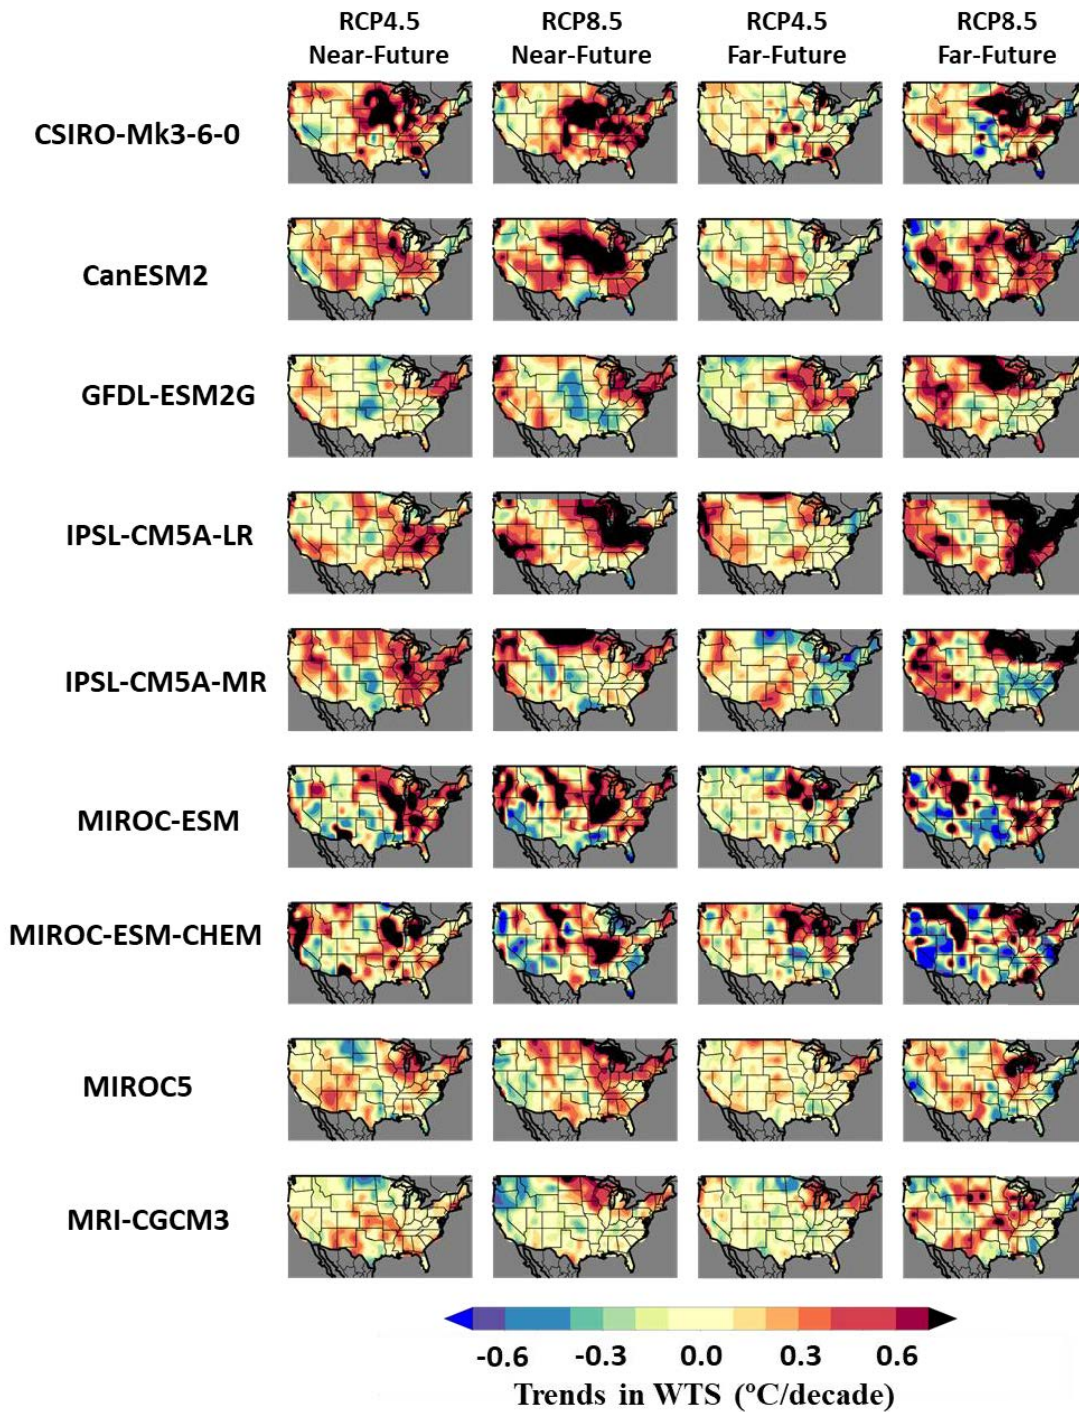 RCP4.5 RCP8.5 RCP4.5 RCP8.5
Near-Future Near-Future Far-Future Far-Future
CSIRO-Mk3-6-0
CanESM2
GFDL-ESM2G
IPSL-CM5A-LR
IPSL-CM5A-MR
MIROC-ESM
MIROC-ESM-CHEM
MIROC5
MRI-CGCM3
-0.6 -0.3 0.0 0.3 0.6
Trends in WTS (ºC/decade)